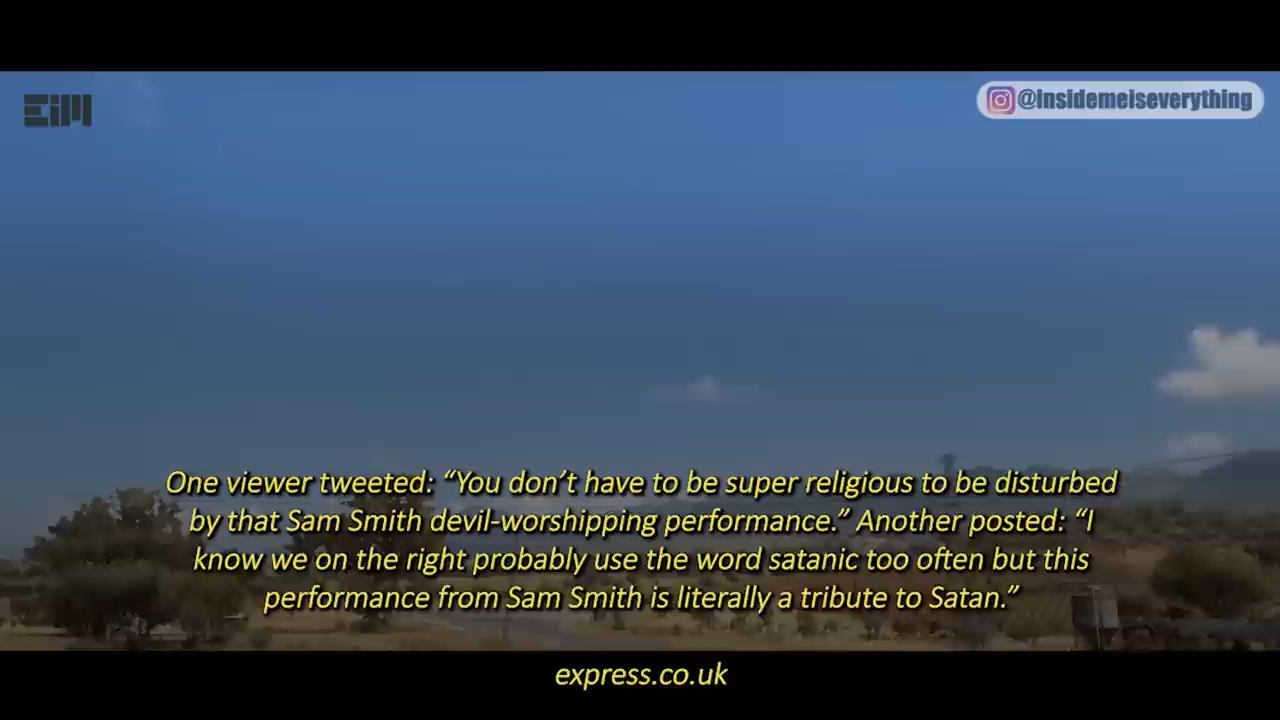 EiM
@insidemeiseverything
One viewer tweeted: “You don’t have to be super religious to be disturbed
by that Sam Smith devil-worshipping performance.” Another posted: “I
know we on the right probably use the word satanic too often but this
performance from Sam Smith is literally a tribute to Satan.”
express.co.uk